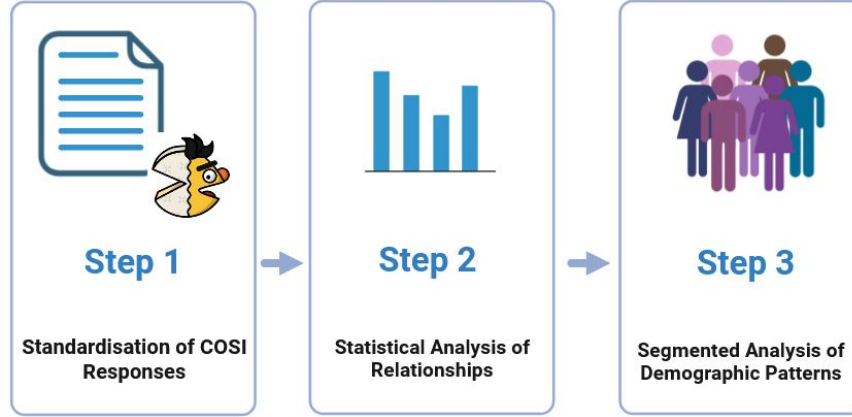 Step 1
Standardisation of COSI
Responses
Step 2
Statistical Analysis of
Relationships
Step 3
Segmented Analysis of
Demographic Patterns